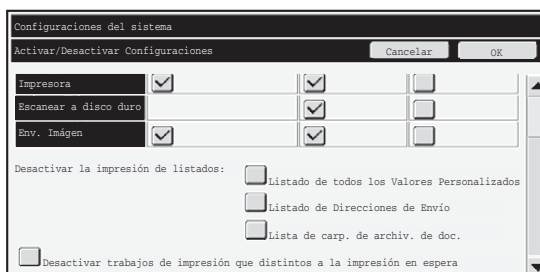 Configuraciones del sistema
Activar/Desactivar Configuraciones
Cancelar
OK
Impresora
Escanear a disco duro
Env. Imágen
Desactivar la impresión de listados:
Listado de todos los Valores Personalizados
Listado de Direcciones de Envío
Lista de carp. de archiv. de doc.
Desactivar trabajos de impresión que distintos a la impresión en espera